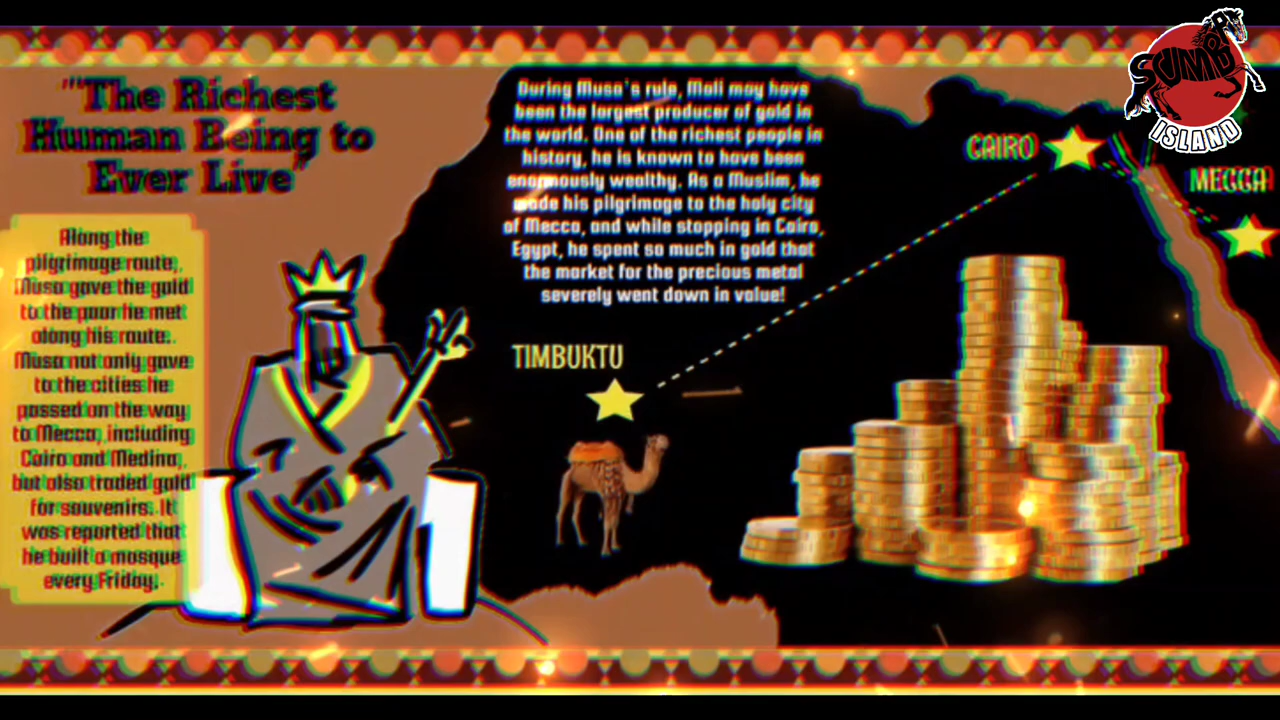 "The Richest
Human Being to
Ever Live"
Along the
pilgrimage route,
Musa gave the gold
to the poor he met
along his route.
Musa not only gave
to the cities he
passed on the way
to Mecca, including
Cairo and Medina,
but also traded gold
for souvenirs. It
was reported that
he built a mosque
every Friday.
During Musa's rule, Mali may have
been the largest producer of gold in
the world. One of the richest people in
history, he is known to have been
enormously wealthy. As a Muslim, he
made his pilgrimage to the holy city
of Mecca, and while stopping in Cairo,
Egypt, he spent so much in gold that
the market for the precious metal
severely went down in value!
TIMBUKTU
CAIRO
MECCA
SUMBA
ISLAND